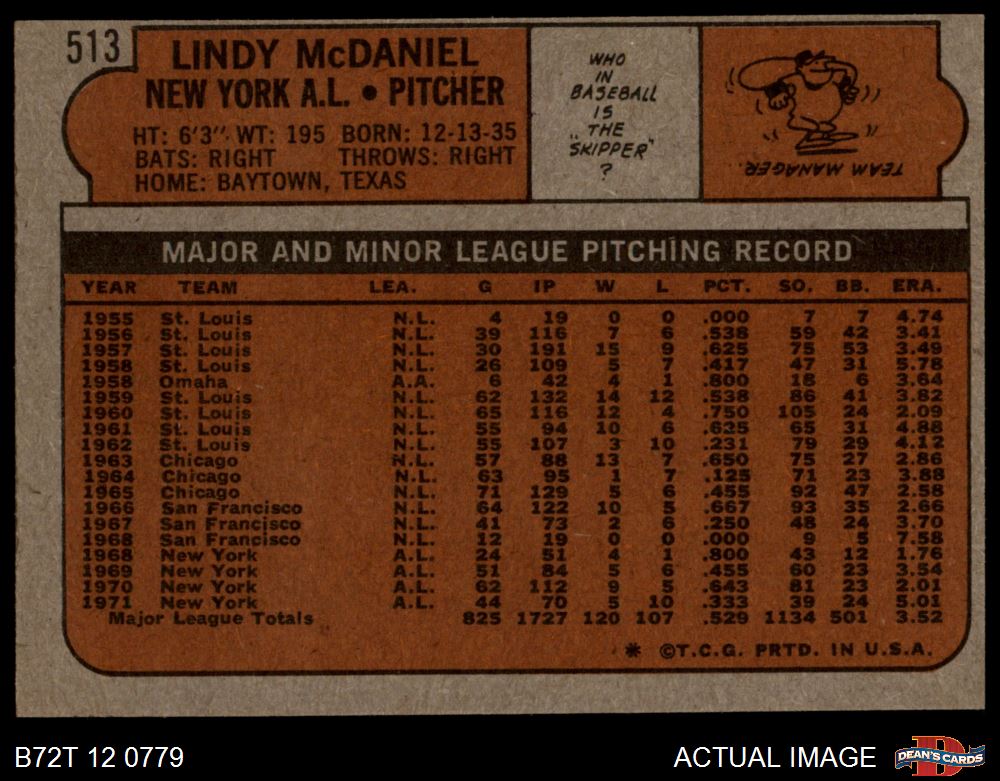 513
LINDY McDANIEL
NEW YORK A.L. • PITCHER
HT: 6'3". WT: 195 BORN: 12-13-35
BATS: RIGHT THROWS: RIGHT
HOME: BAYTOWN, TEXAS
WHO
IN
BASEBALL
IS
"THE
SKIPPER"
?
TEAM MANAGER.
MAJOR AND MINOR LEAGUE PITCHING RECORD
YEAR TEAM LEA. G IP W L PCT. SO. BB. ERA.
1955 St. Louis N.L. 4 19 0 0 .000 7 7 4.74
1956 St. Louis N.L. 39 116 7 6 .538 59 42 3.41
1957 St. Louis N.L. 30 191 15 9 .625 75 53 3.49
1958 St. Louis N.L. 26 109 5 7 .417 47 31 5.78
1958 Omaha A.A. 6 42 4 1 .800 18 6 3.64
1959 St. Louis N.L. 62 132 14 12 .538 86 41 3.82
1960 St. Louis N.L. 65 116 12 4 .750 105 24 2.09
1961 St. Louis N.L. 55 94 10 6 .625 65 31 4.88
1962 St. Louis N.L. 55 107 3 10 .231 79 29 4.12
1963 Chicago N.L. 57 88 13 7 .650 75 27 2.86
1964 Chicago N.L. 63 95 1 7 .125 71 23 3.88
1965 Chicago N.L. 71 129 5 6 .455 92 47 2.58
1966 San Francisco N.L. 64 122 10 5 .667 93 35 2.66
1967 San Francisco N.L. 41 73 2 6 .250 48 24 3.70
1968 San Francisco N.L. 12 19 0 0 .000 9 5 7.58
1968 New York A.L. 24 51 4 1 .800 43 12 1.76
1969 New York A.L. 51 84 5 6 .455 60 23 3.54
1970 New York A.L. 62 112 9 5 .643 81 23 2.01
1971 New York A.L. 44 70 5 10 .333 39 24 5.01
Major League Totals 825 1727 120 107 .529 1134 501 3.52
* ©T.C.G. PRTD. IN U.S.A.
B72T 12 0779
ACTUAL IMAGE
D
DEAN'S CARDS